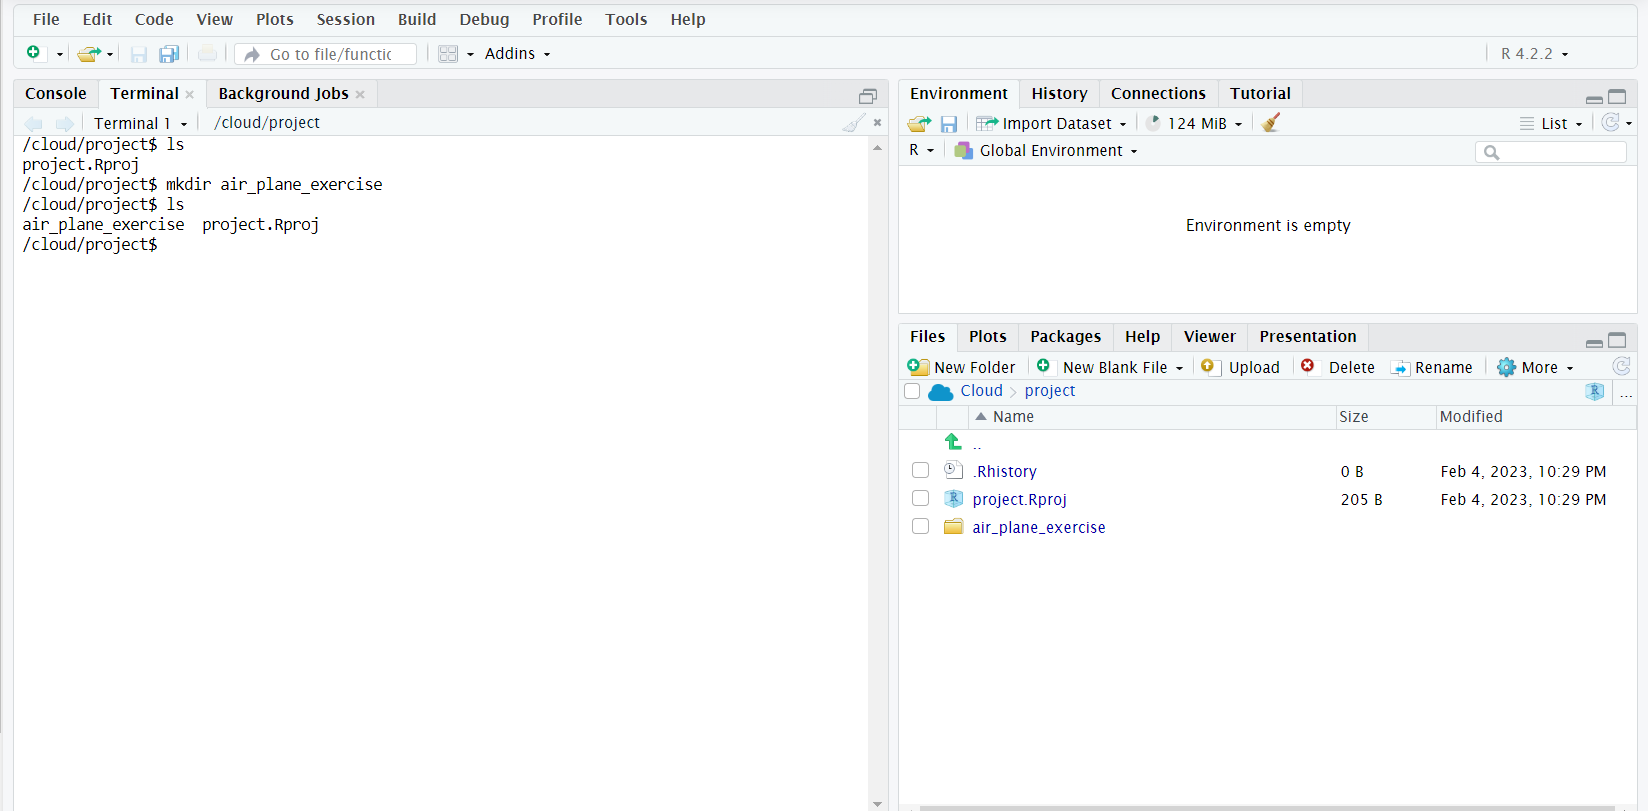 File Edit Code View Plots Session Build Debug Profile Tools Help
Go to file/functic Addins R 4.2.2
Console Terminal Background Jobs
Terminal 1 /cloud/project
/cloud/project$ ls
project.Rproj
/cloud/project$ mkdir air_plane_exercise
/cloud/project$ ls
air_plane_exercise project.Rproj
/cloud/project$
Environment History Connections Tutorial
Import Dataset 124 MiB List
R Global Environment
Environment is empty
Files Plots Packages Help Viewer Presentation
New Folder New Blank File Upload Delete Rename More
Cloud project ...
Name Size Modified
..
.Rhistory 0 B Feb 4, 2023, 10:29 PM
project.Rproj 205 B Feb 4, 2023, 10:29 PM
air_plane_exercise